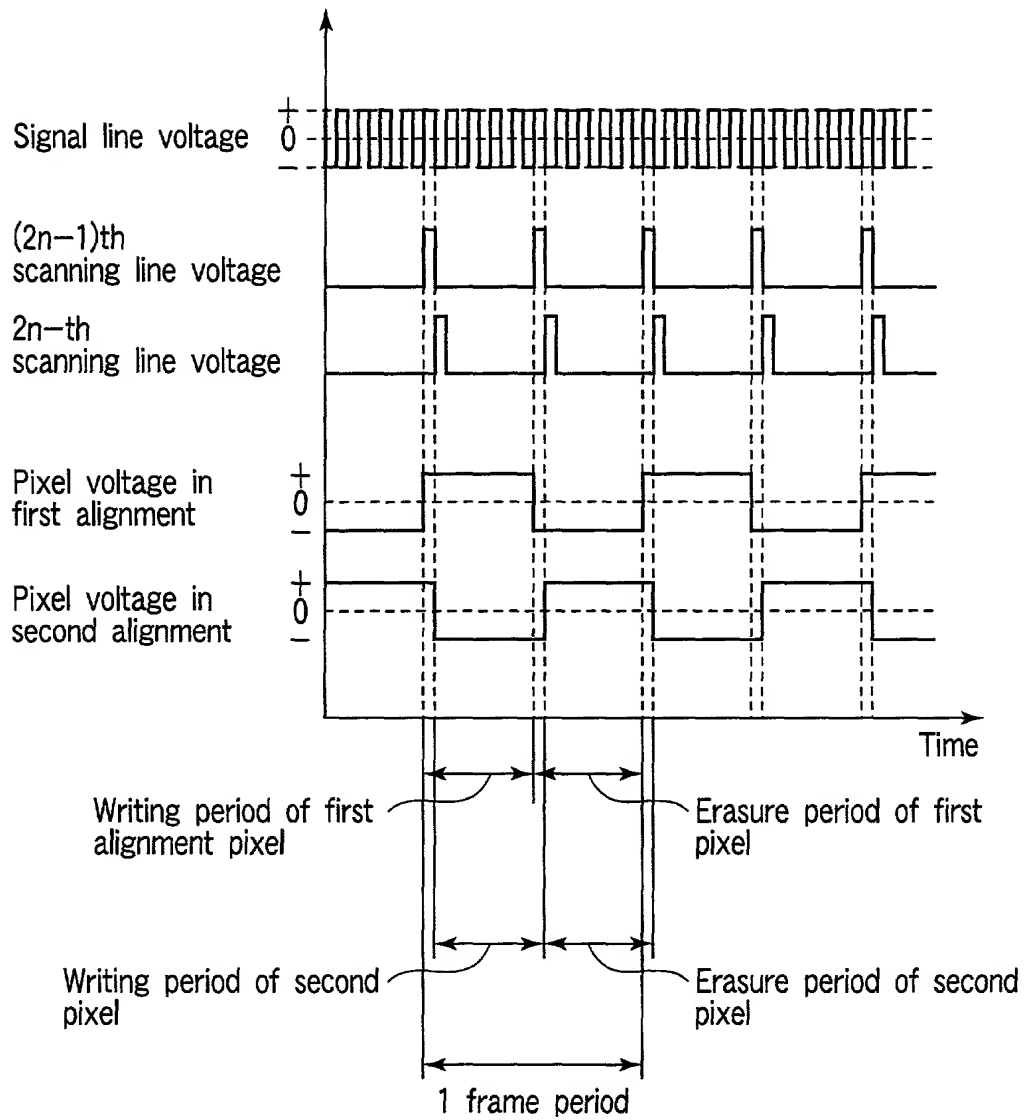 Signal line voltage
+
0
−
(2n−1)th
scanning line voltage
2n−th
scanning line voltage
Pixel voltage in
first alignment
+
0
−
Pixel voltage in
second alignment
+
0
−
Time
Writing period of first
alignment pixel
Erasure period of first
pixel
Writing period of second
pixel
Erasure period of second
pixel
1 frame period